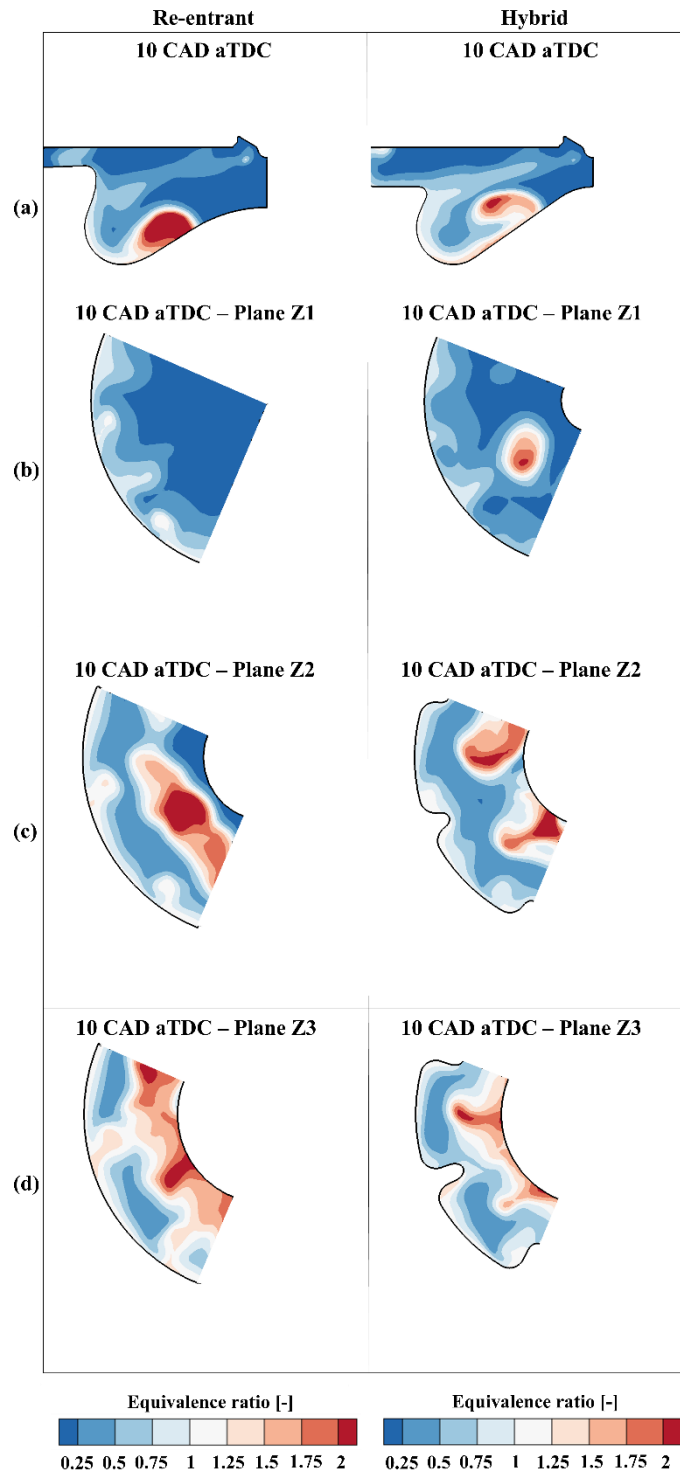 Re-entrant Hybrid
10 CAD aTDC 10 CAD aTDC
(a)
10 CAD aTDC – Plane Z1 10 CAD aTDC – Plane Z1
(b)
10 CAD aTDC – Plane Z2 10 CAD aTDC – Plane Z2
(c)
10 CAD aTDC – Plane Z3 10 CAD aTDC – Plane Z3
(d)
Equivalence ratio [-] Equivalence ratio [-]
0.25 0.5 0.75 1 1.25 1.5 1.75 2 0.25 0.5 0.75 1 1.25 1.5 1.75 2